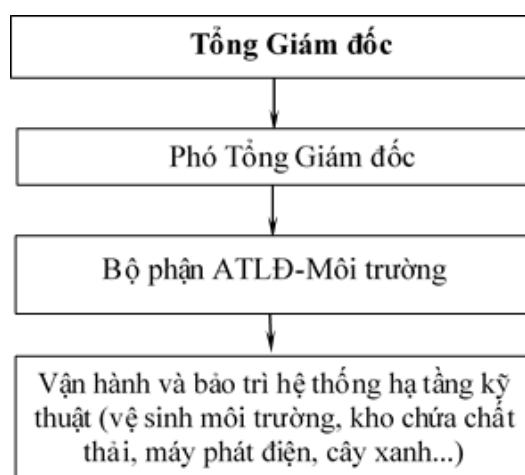 Tổng Giám đốc
Phó Tổng Giám đốc
Bộ phận ATLĐ-Môi trường
Vận hành và bảo trì hệ thống hạ tầng kỹ
thuật (vệ sinh môi trường, kho chứa chất
thải, máy phát điện, cây xanh...)